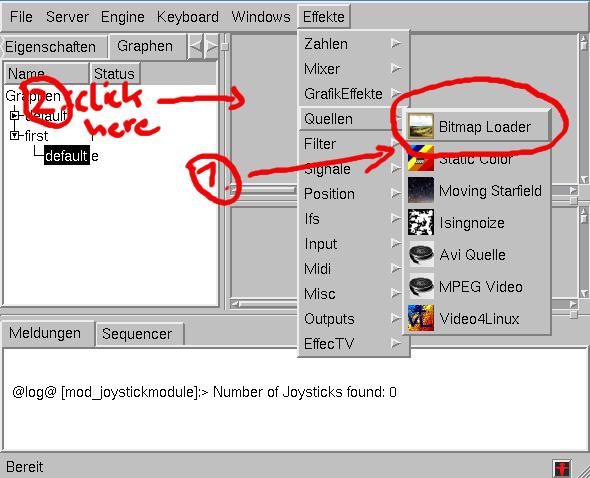 File Server Engine Keyboard Windows Effekte
Eigenschaften Graphen
Name Status
Graphen
default
first
default e
2. click here
1.
Zahlen
Mixer
GrafikEffekte
Quellen
Filter
Signale
Position
Ifs
Input
Midi
Misc
Outputs
EffecTV
Bitmap Loader
Static Color
Moving Starfield
Isingnoize
Avi Quelle
MPEG Video
Video4Linux
Meldungen Sequencer
@log@ [mod_joystickmodule]:> Number of Joysticks found: 0
Bereit